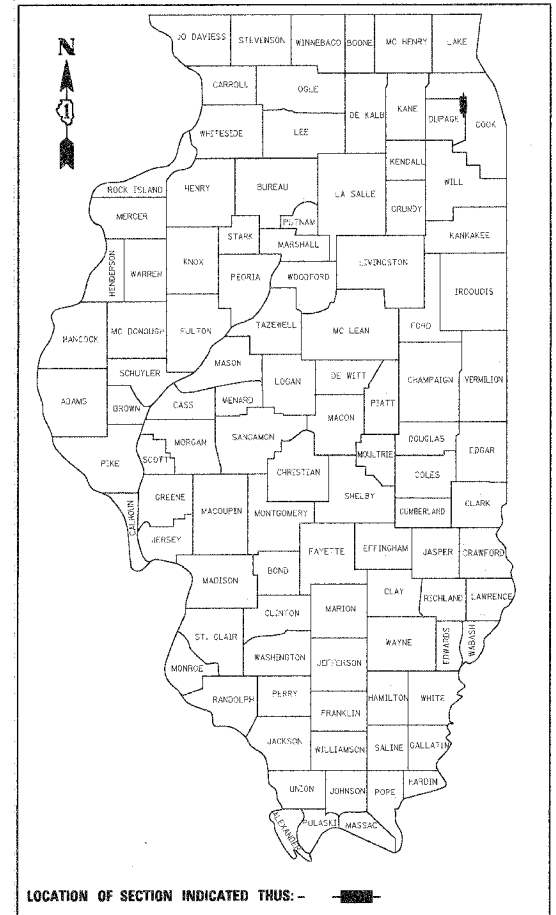 JO DAVIESS STEVENSON WINNEBACO BOONE MC HENRY LAKE
N
CARROLL OGLE
DE KALB KANE DUPAGE COOK
1
WHITESIDE LEE
KENDALL
WILL
ROCK ISLAND HENRY BUREAU LA SALLE GRUNDY
MERCER PUTNAM
STARK MARSHALL KANKAKEE
HENDERSON WARRER KNOX PEORIA WOODFORD LIVINGSTON IROOUDIS
HANCOCK MC DONOUGH FULTON TAZEWELL MC LEAN FORD
MASON
SCHUYLER LOGAN DE WITT CHAMPAIGN VERMILION
ADAMS BROWN CASS MENARD PIATT
MACON
MORGAN SANGAMON DOUGLAS EDGAR
PIKE SCOTT CHRISTIAN MOULTRIE COLES
SHELBY
CALHOUN GREENE MACOUPIN MONTGOMERY CUMBERLAND CLARK
JERSEY
FAYETTE EFFINGHAM JASPER CRAWFORD
MADISON BOND
CLAY RICHLAND LAWRENCE
CLINTON MARION
ST. CLAIR WAYNE EDWARDS WABASH
WASHINGTON JEFFERSON
MONROE
RANDOLPH PERRY HAMILTON WHITE
FRANKLIN
JACKSON WILLIAMSON SALINE GALLATIN
UNION JOHNSON POPE HARDIN
ALEXANDER PULASKI MASSAC
LOCATION OF SECTION INDICATED THUS: -